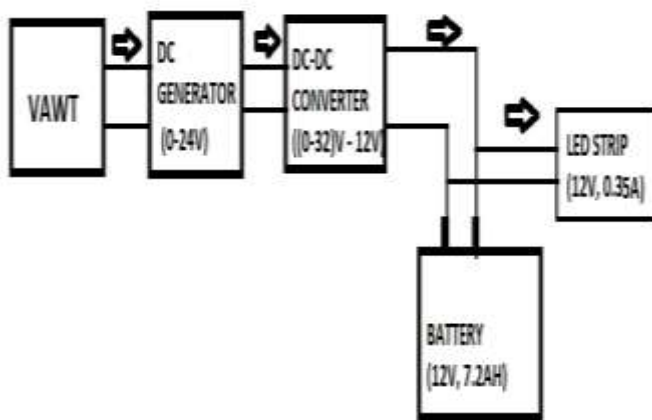 VAWT
DC
GENERATOR
(0-24V)
DC-DC
CONVERTER
((0-32)V - 12V)
LED STRIP
(12V, 0.35A)
BATTERY
(12V, 7.2AH)